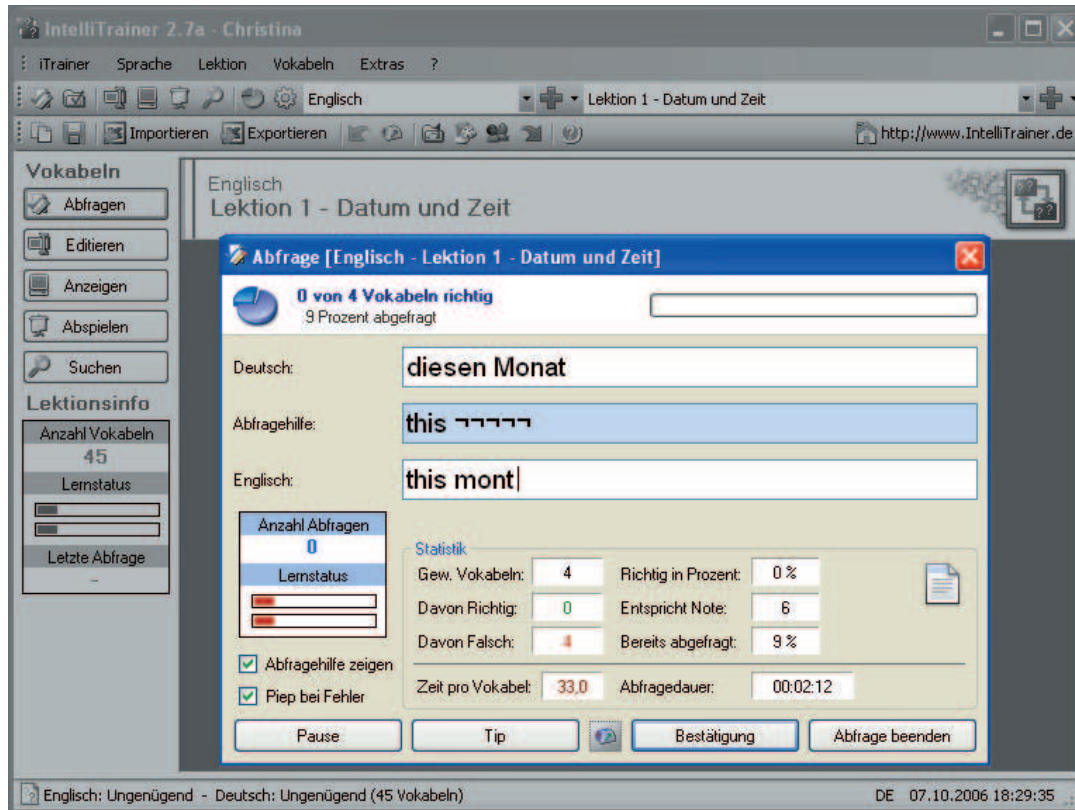 IntelliTrainer 2.7a - Christina
iTrainer Sprache Lektion Vokabeln Extras ?
Englisch Lektion 1 - Datum und Zeit
Importieren Exportieren http://www.IntelliTrainer.de
Vokabeln
Abfragen
Editieren
Anzeigen
Abspielen
Suchen
Lektionsinfo
Anzahl Vokabeln
45
Lernstatus
Letzte Abfrage
-
Englisch
Lektion 1 - Datum und Zeit
??
??
Abfrage [Englisch - Lektion 1 - Datum und Zeit]
0 von 4 Vokabeln richtig
9 Prozent abgefragt
Deutsch: diesen Monat
Abfragehilfe: this ¬¬¬¬¬
Englisch: this mont
Anzahl Abfragen
0
Lernstatus
Abfragehilfe zeigen
Piep bei Fehler
Statistik
Gew. Vokabeln: 4 Richtig in Prozent: 0 %
Davon Richtig: 0 Entspricht Note: 6
Davon Falsch: 4 Bereits abgefragt: 9 %
Zeit pro Vokabel: 33,0 Abfragedauer: 00:02:12
Pause Tip Bestätigung Abfrage beenden
Englisch: Ungenügend - Deutsch: Ungenügend (45 Vokabeln) DE 07.10.2006 18:29:35